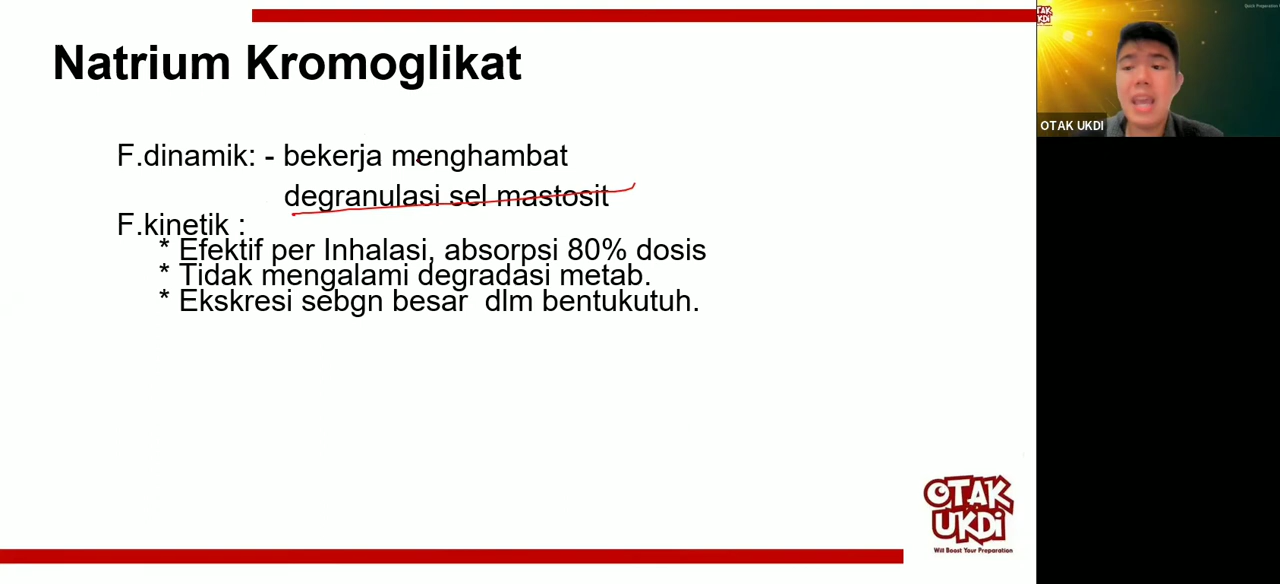 Natrium Kromoglikat
F.dinamik: - bekerja menghambat
degranulasi sel mastosit
F.kinetik :
* Efektif per Inhalasi, absorpsi 80% dosis
* Tidak mengalami degradasi metab.
* Ekskresi sebgn besar dlm bentukutuh.
OTAK UKDI
OTAK
UKDi
Will Boost Your Preparation